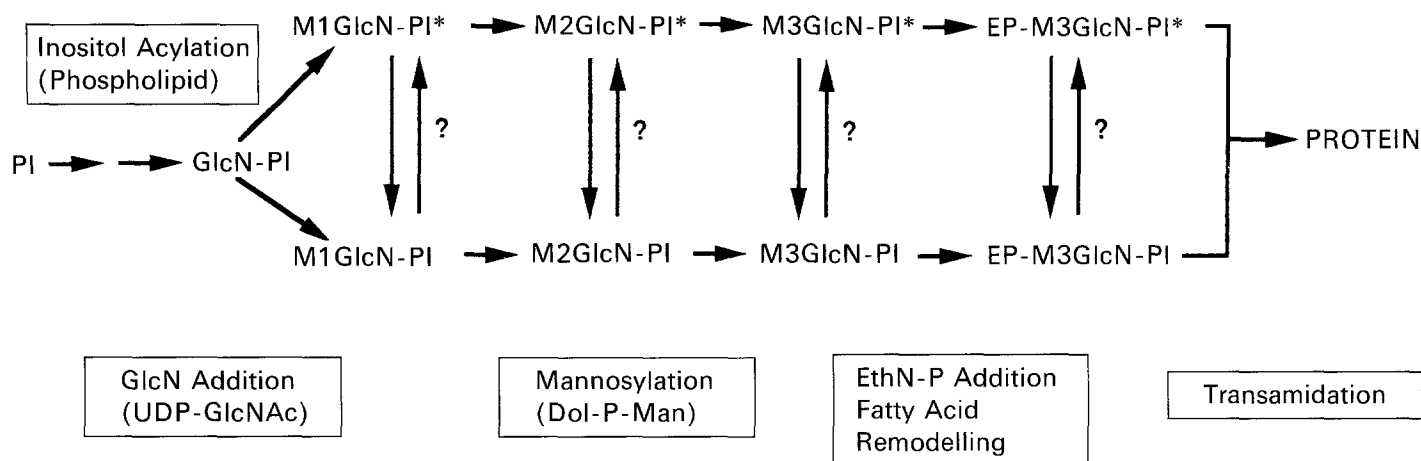 M1GlcN-PI* M2GlcN-PI* M3GlcN-PI* EP-M3GlcN-PI*
Inositol Acylation
(Phospholipid)
? ? ? ?
PI GlcN-PI PROTEIN
M1GlcN-PI M2GlcN-PI M3GlcN-PI EP-M3GlcN-PI
GlcN Addition
(UDP-GlcNAc)
Mannosylation
(Dol-P-Man)
EthN-P Addition
Fatty Acid
Remodelling
Transamidation